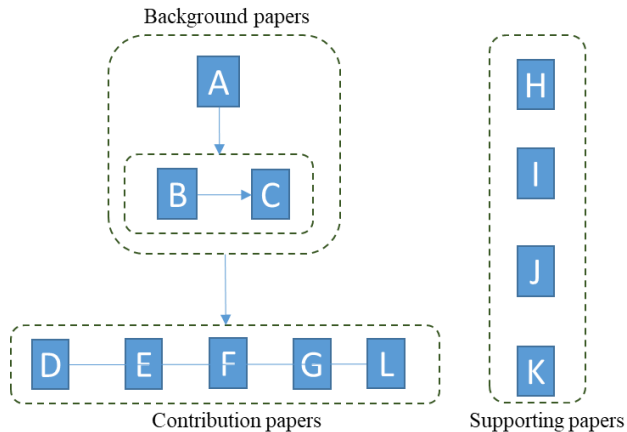 Background papers
A
B C
D E F G L
Contribution papers
H
I
J
K
Supporting papers